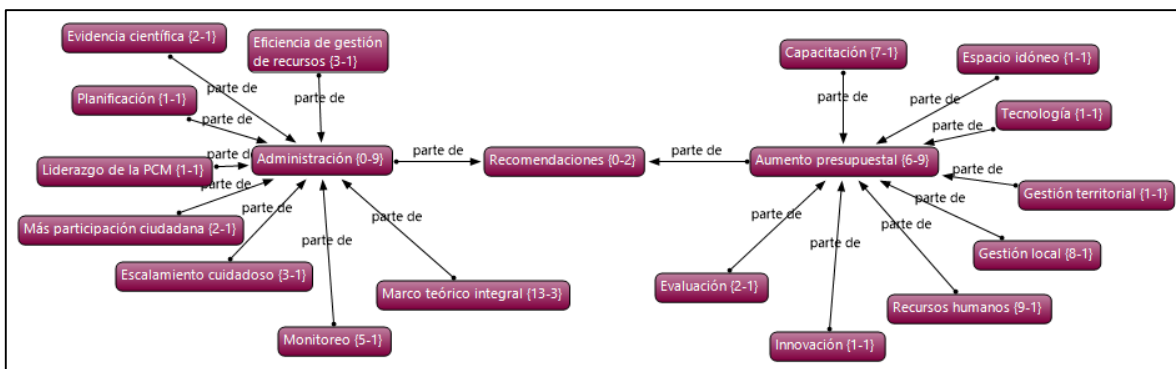 Evidencia científica {2-1}
Eficiencia de gestión
de recursos {3-1}
Capacitación {7-1}
Espacio idóneo {1-1}
parte de
parte de
parte de
parte de
Planificación {1-1}
Tecnología {1-1}
parte de
parte de
parte de
Liderazgo de la PCM {1-1}
Administración {0-9}
parte de
Recomendaciones {0-2}
parte de
Aumento presupuestal {6-9}
parte de
Gestión territorial {1-1}
parte de
parte de
Más participación ciudadana {2-1}
parte de
parte de
parte de
parte de
parte de
parte de
Gestión local {8-1}
Escalamiento cuidadoso {3-1}
Marco teórico integral {13-3}
Evaluación {2-1}
Recursos humanos {9-1}
Monitoreo {5-1}
Innovación {1-1}